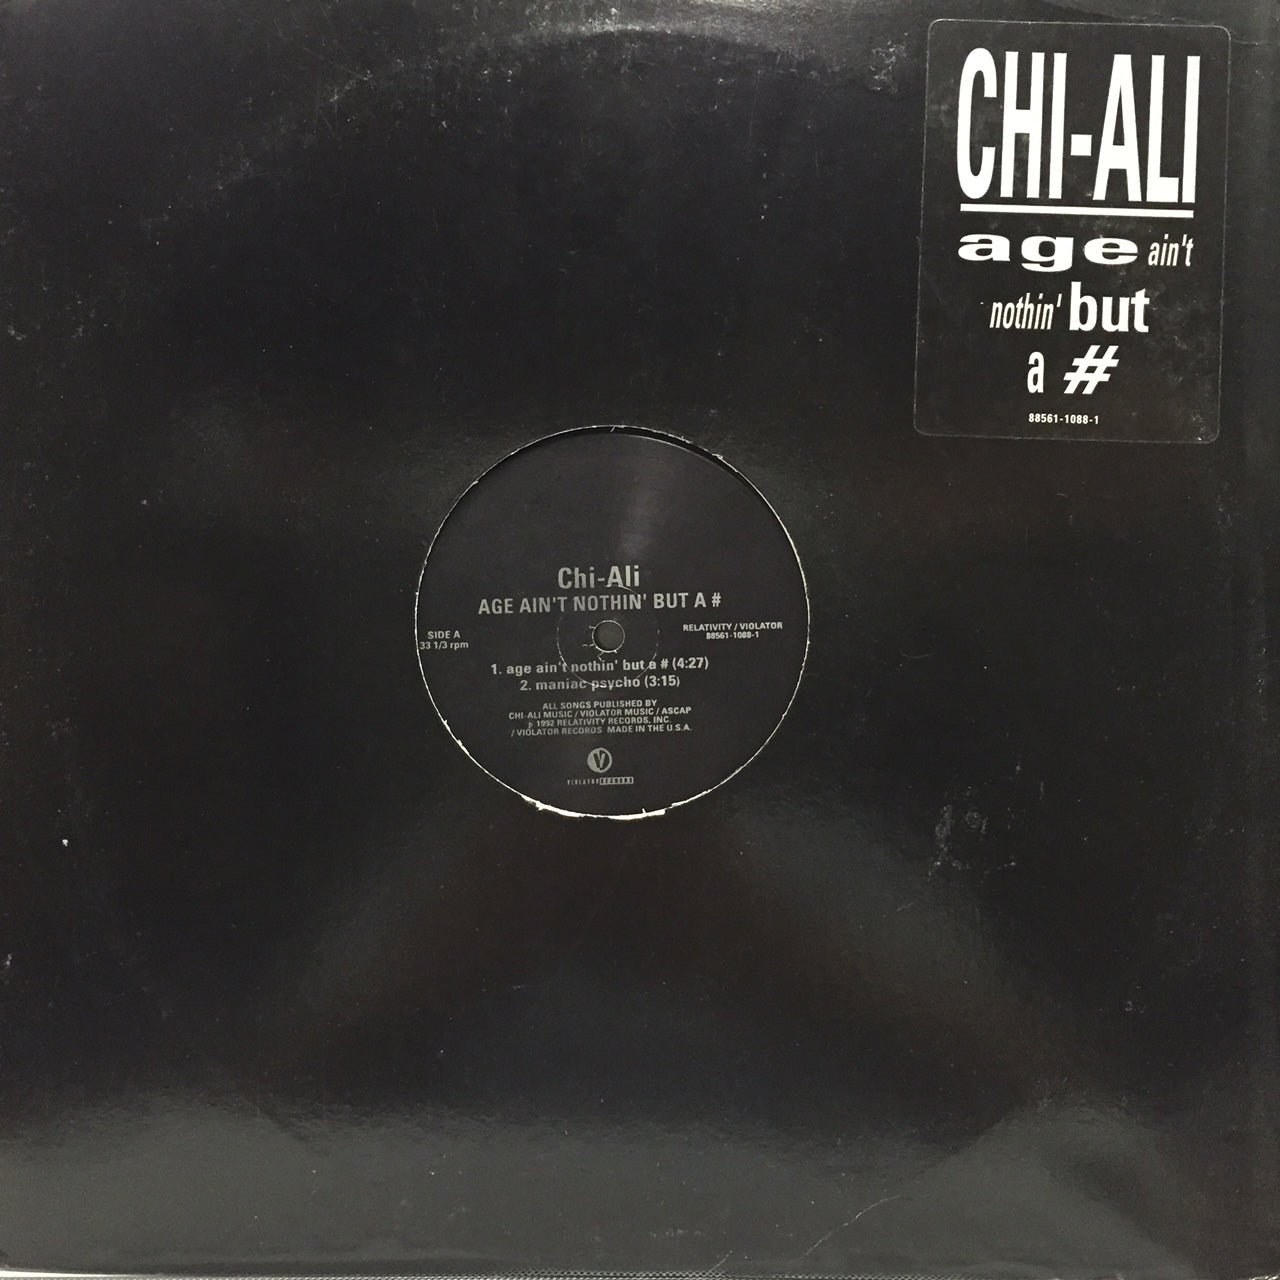 CHI-ALI
age ain't
nothin' but
a #
88561-1088-1
Chi-Ali
AGE AIN'T NOTHIN' BUT A #
SIDE A
33 1/3 rpm
RELATIVITY / VIOLATOR
88561-1088-1
1. age ain't nothin' but a # (4:27)
2. maniac psycho (3:15)
ALL SONGS PUBLISHED BY
CHI-ALI MUSIC / VIOLATOR MUSIC / ASCAP
℗ 1992 RELATIVITY RECORDS, INC.
/ VIOLATOR RECORDS MADE IN THE U.S.A.
V
VIOLATOR RECORDS